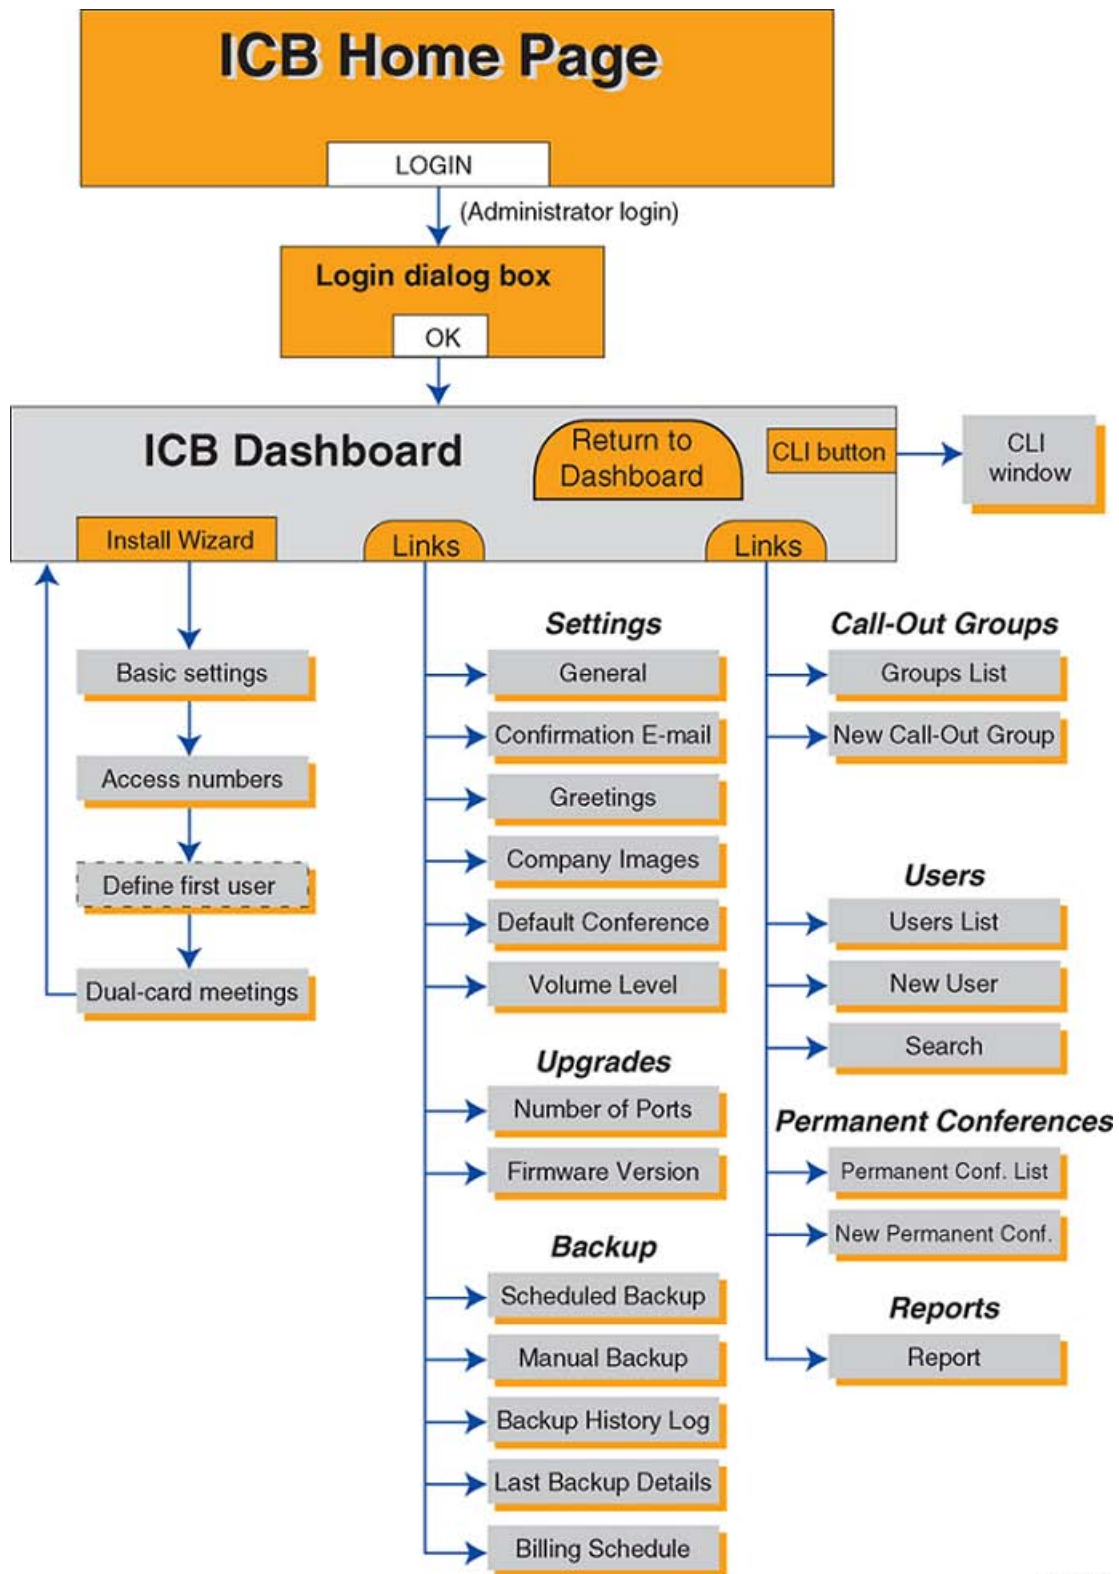 ICB Home Page
LOGIN
(Administrator login)
Login dialog box
OK
ICB Dashboard
Return to
Dashboard
CLI button
CLI
window
Install Wizard
Links
Links
Basic settings
Access numbers
Define first user
Dual-card meetings
Settings
General
Confirmation E-mail
Greetings
Company Images
Default Conference
Volume Level
Upgrades
Number of Ports
Firmware Version
Backup
Scheduled Backup
Manual Backup
Backup History Log
Last Backup Details
Billing Schedule
Call-Out Groups
Groups List
New Call-Out Group
Users
Users List
New User
Search
Permanent Conferences
Permanent Conf. List
New Permanent Conf.
Reports
Report